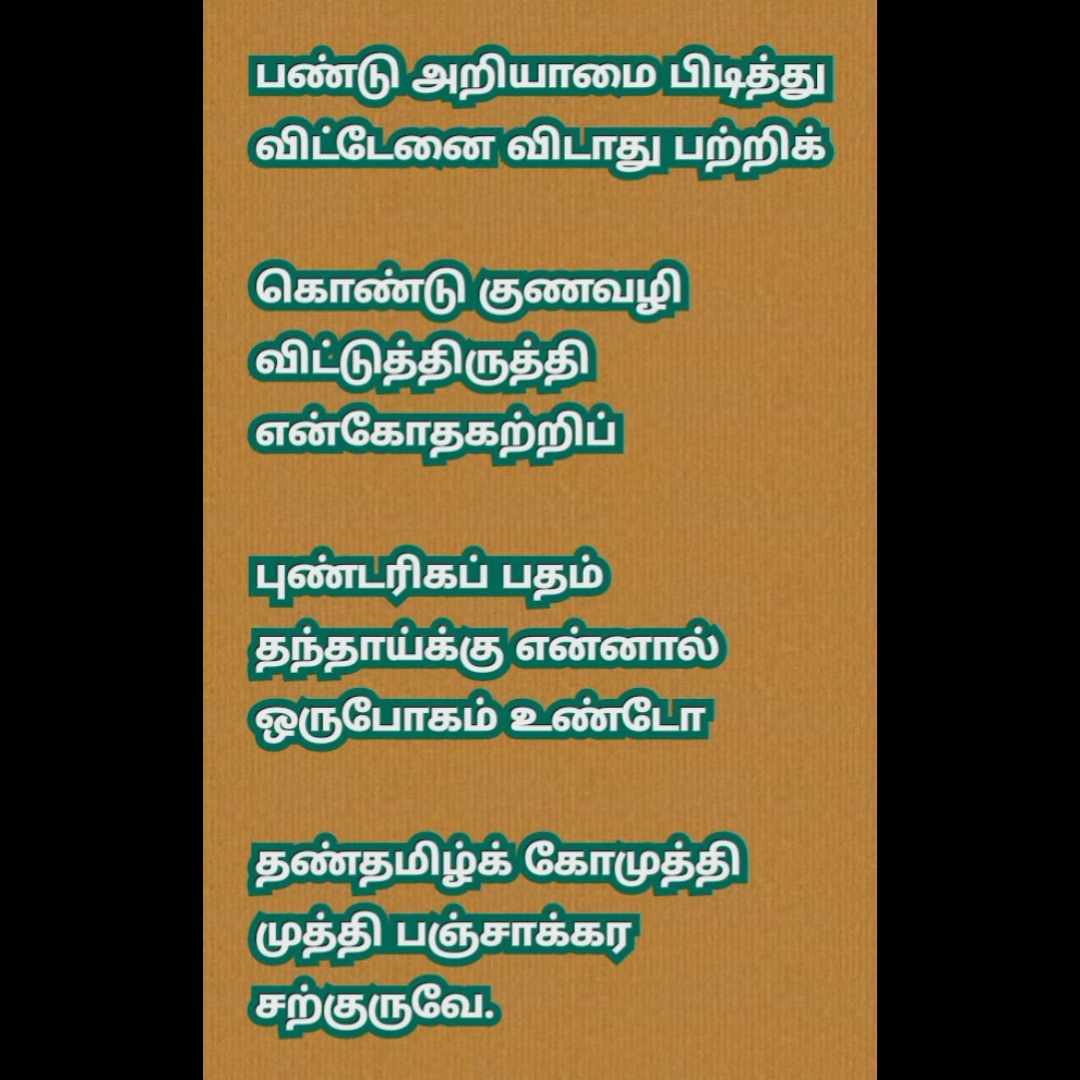 பண்டு அறியாமை பிடித்து
விட்டேனை விடாது பற்றிக்
கொண்டு குணவழி
விட்டுத்திருத்தி
என்கோதகற்றிப்
புண்டரிகப் பதம்
தந்தாய்க்கு என்னால்
ஒருபோகம் உண்டோ
தண்தமிழ்க் கோமுத்தி
முத்தி பஞ்சாக்கர
சற்குருவே.